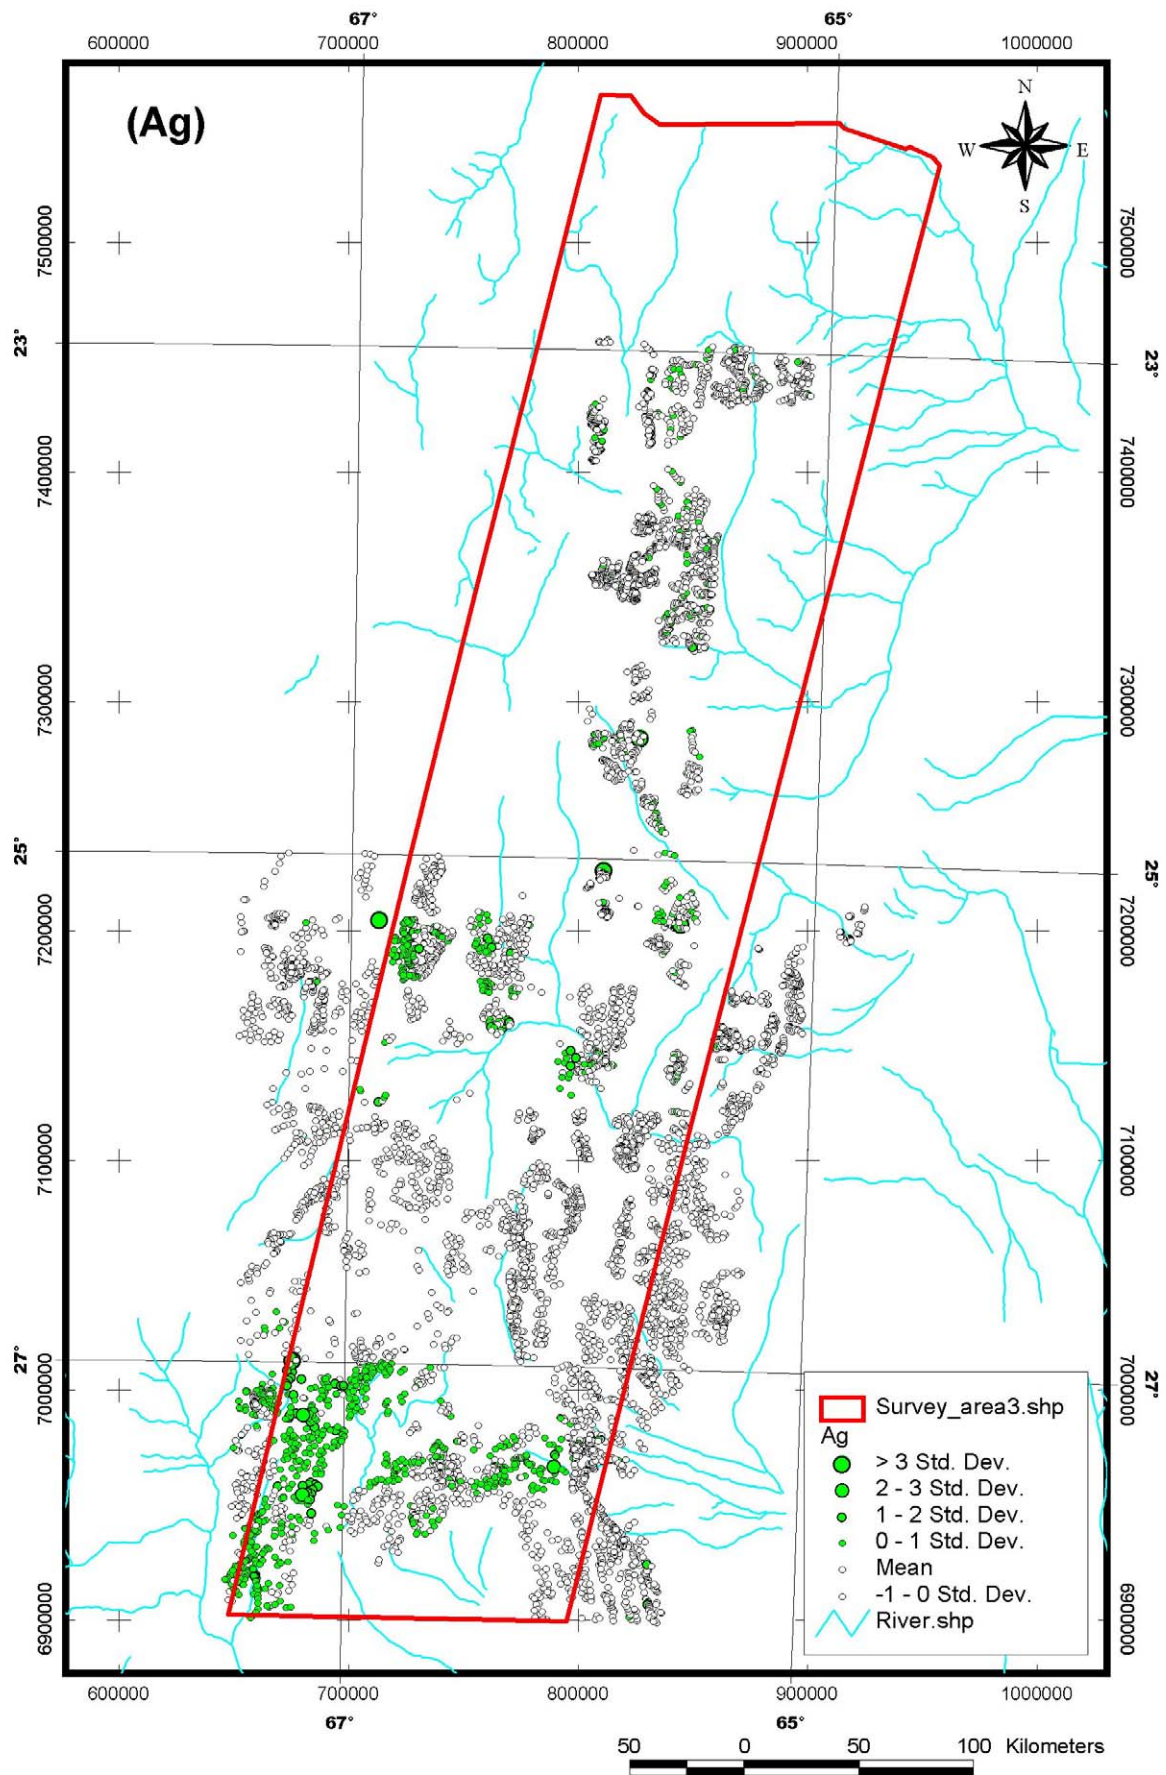 67° 65°
600000 700000 800000 900000 1000000
(Ag)
N
W E
S
7500000 7500000
23° 23°
7400000 7400000
7300000 7300000
25° 25°
7200000 7200000
7100000 7100000
27° 27°
7000000 7000000
6900000 6900000
Survey_area3.shp
Ag
> 3 Std. Dev.
2 - 3 Std. Dev.
1 - 2 Std. Dev.
0 - 1 Std. Dev.
Mean
-1 - 0 Std. Dev.
River.shp
600000 700000 800000 900000 1000000
67° 65°
50 0 50 100 Kilometers